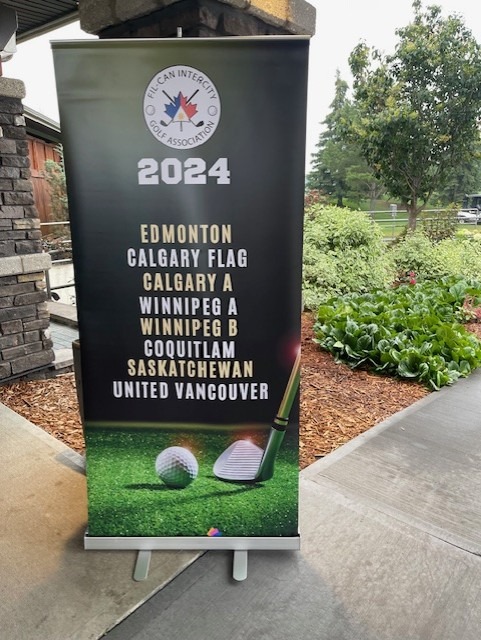 FIL-CAN INTERCITY
GOLF ASSOCIATION
2024
EDMONTON
CALGARY FLAG
CALGARY A
WINNIPEG A
WINNIPEG B
COQUITLAM
SASKATCHEWAN
UNITED VANCOUVER